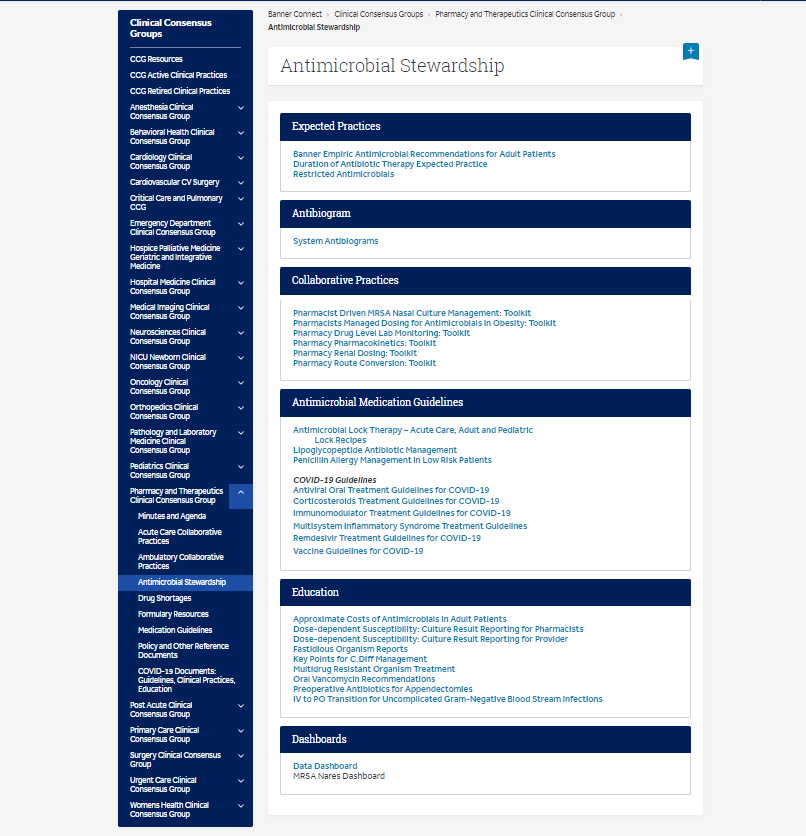 Clinical Consensus
Groups
CCG Resources
CCG Active Clinical Practices
CCG Retired Clinical Practices
Anesthesia Clinical
Consensus Group
Behavioral Health Clinical
Consensus Group
Cardiology Clinical
Consensus Group
Cardiovascular CV Surgery
Critical Care and Pulmonary
CCG
Emergency Department
Clinical Consensus Group
Hospice Palliative Medicine
Geriatric and Integrative
Medicine
Hospital Medicine Clinical
Consensus Group
Medical Imaging Clinical
Consensus Group
Neurosciences Clinical
Consensus Group
NICU Newborn Clinical
Consensus Group
Oncology Clinical
Consensus Group
Orthopedics Clinical
Consensus Group
Pathology and Laboratory
Medicine Clinical
Consensus Group
Pediatrics Clinical
Consensus Group
Pharmacy and Therapeutics
Clinical Consensus Group
Minutes and Agenda
Acute Care Collaborative
Practices
Ambulatory Collaborative
Practices
Antimicrobial Stewardship
Drug Shortages
Formulary Resources
Medication Guidelines
Policy and Other Reference
Documents
COVID-19 Documents:
Guidelines, Clinical Practices,
Education
Post Acute Clinical
Consensus Group
Primary Care Clinical
Consensus Group
Surgery Clinical Consensus
Group
Urgent Care Clinical
Consensus Group
Womens Health Clinical
Consensus Group
Banner Connect › Clinical Consensus Groups › Pharmacy and Therapeutics Clinical Consensus Group ›
Antimicrobial Stewardship
Antimicrobial Stewardship
+
Expected Practices
Banner Empiric Antimicrobial Recommendations for Adult Patients
Duration of Antibiotic Therapy Expected Practice
Restricted Antimicrobials
Antibiogram
System Antibiograms
Collaborative Practices
Pharmacist Driven MRSA Nasal Culture Management: Toolkit
Pharmacists Managed Dosing for Antimicrobials in Obesity: Toolkit
Pharmacy Drug Level Lab Monitoring: Toolkit
Pharmacy Pharmacokinetics: Toolkit
Pharmacy Renal Dosing: Toolkit
Pharmacy Route Conversion: Toolkit
Antimicrobial Medication Guidelines
Antimicrobial Lock Therapy – Acute Care, Adult and Pediatric
Lock Recipes
Lipoglycopeptide Antibiotic Management
Penicillin Allergy Management in Low Risk Patients
COVID-19 Guidelines
Antiviral Oral Treatment Guidelines for COVID-19
Corticosteroids Treatment Guidelines for COVID-19
Immunomodulator Treatment Guidelines for COVID-19
Multisystem Inflammatory Syndrome Treatment Guidelines
Remdesivir Treatment Guidelines for COVID-19
Vaccine Guidelines for COVID-19
Education
Approximate Costs of Antimicrobials in Adult Patients
Dose-dependent Susceptibility: Culture Result Reporting for Pharmacists
Dose-dependent Susceptibility: Culture Result Reporting for Provider
Fastidious Organism Reports
Key Points for C.Diff Management
Multidrug Resistant Organism Treatment
Oral Vancomycin Recommendations
Preoperative Antibiotics for Appendectomies
IV to PO Transition for Uncomplicated Gram-Negative Blood Stream Infections
Dashboards
Data Dashboard
MRSA Nares Dashboard